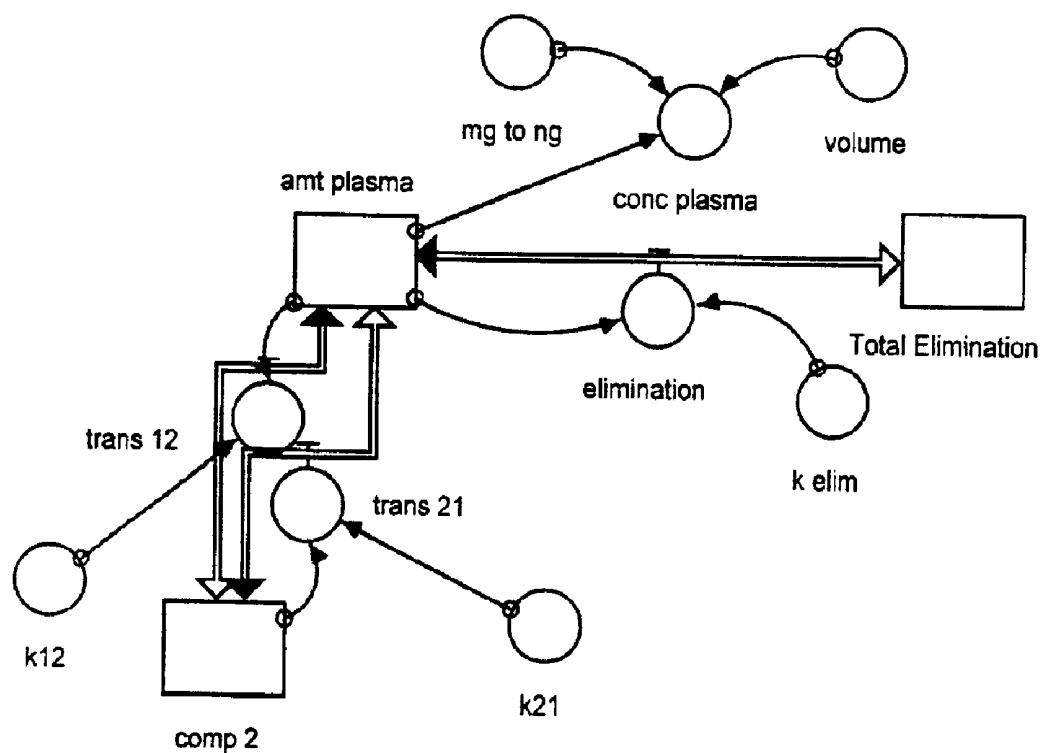 mg to ng
volume
amt plasma
conc plasma
Total Elimination
elimination
trans 12
k elim
trans 21
k12
k21
comp 2